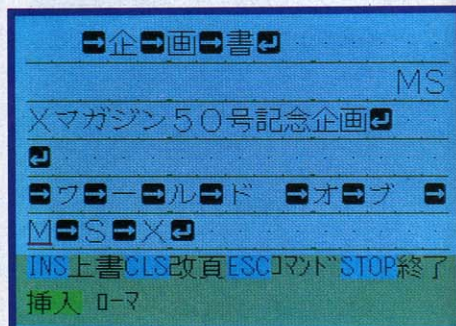 ➡企➡画➡書↵
MS
Xマガジン50号記念企画↵
↵
➡ワ➡ー➡ル➡ド ➡オ➡ブ ➡
M➡S➡X↵
INS上書CLS改頁ESCコマンドSTOP終了
挿入 ローマ